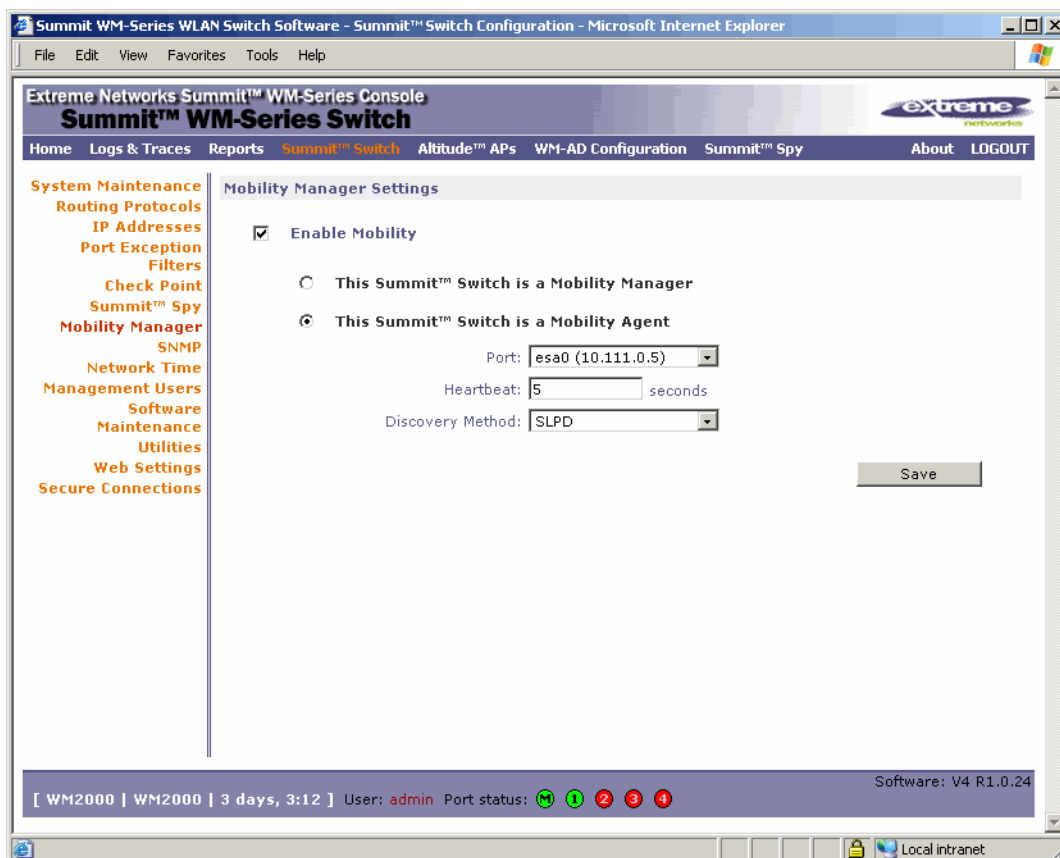 Summit WM-Series WLAN Switch Software - Summit™ Switch Configuration - Microsoft Internet Explorer
File Edit View Favorites Tools Help
Extreme Networks Summit™ WM-Series Console
Summit™ WM-Series Switch
extreme
networks
Home Logs & Traces Reports Summit™ Switch Altitude™ APs WM-AD Configuration Summit™ Spy About LOGOUT
System Maintenance
Routing Protocols
IP Addresses
Port Exception
Filters
Check Point
Summit™ Spy
Mobility Manager
SNMP
Network Time
Management Users
Software
Maintenance
Utilities
Web Settings
Secure Connections
Mobility Manager Settings
Enable Mobility
This Summit™ Switch is a Mobility Manager
This Summit™ Switch is a Mobility Agent
Port: esa0 (10.111.0.5)
Heartbeat: 5 seconds
Discovery Method: SLPD
Save
Software: V4 R1.0.24
[ WM2000 | WM2000 | 3 days, 3:12 ] User: admin Port status: M 1 2 3 4
Local intranet